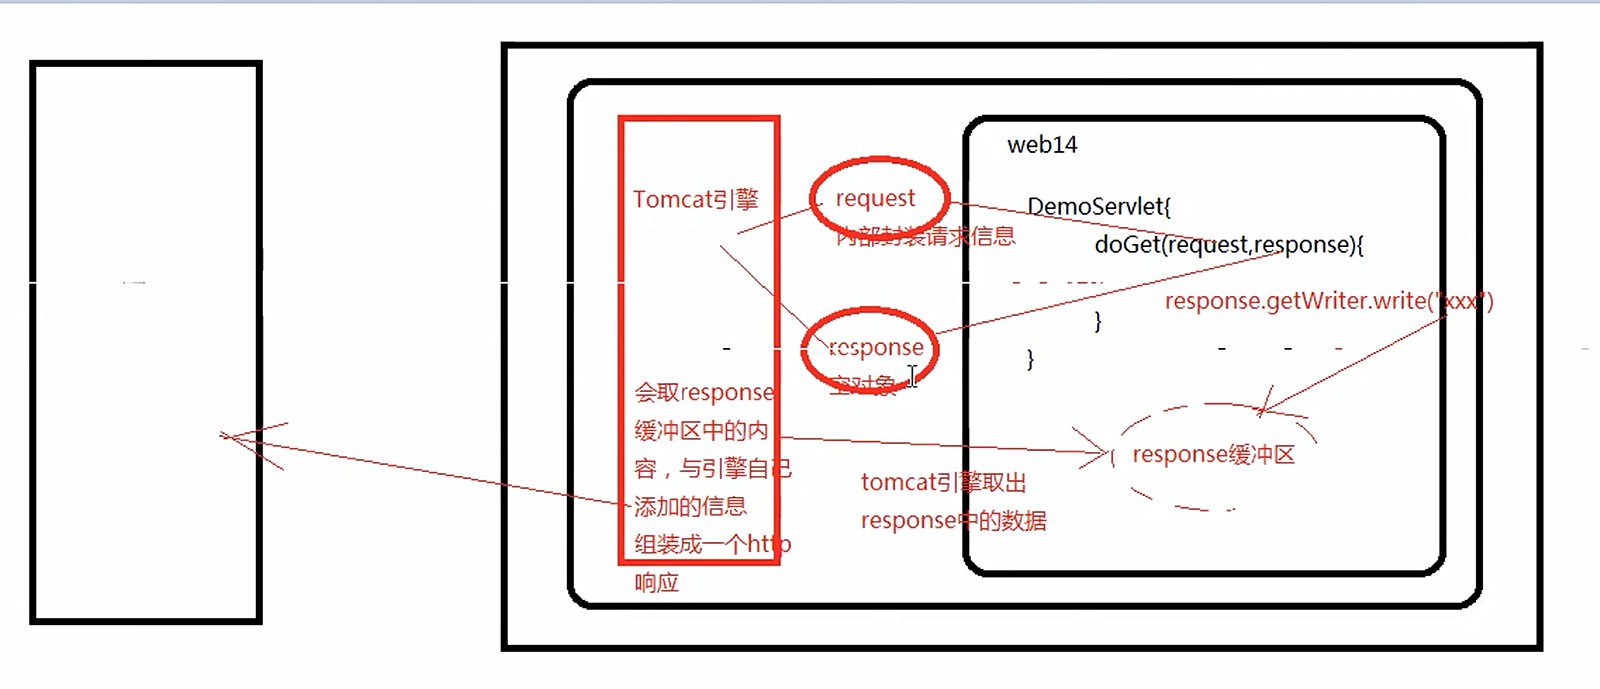 web14
Tomcat引擎
request
内部封装请求信息
DemoServlet{
doGet(request,response){
response.getWriter.write("xxx")
}
}
response
空对象
会取response
缓冲区中的内
容，与引擎自己
添加的信息
组装成一个http
响应
tomcat引擎取出
response中的数据
response缓冲区